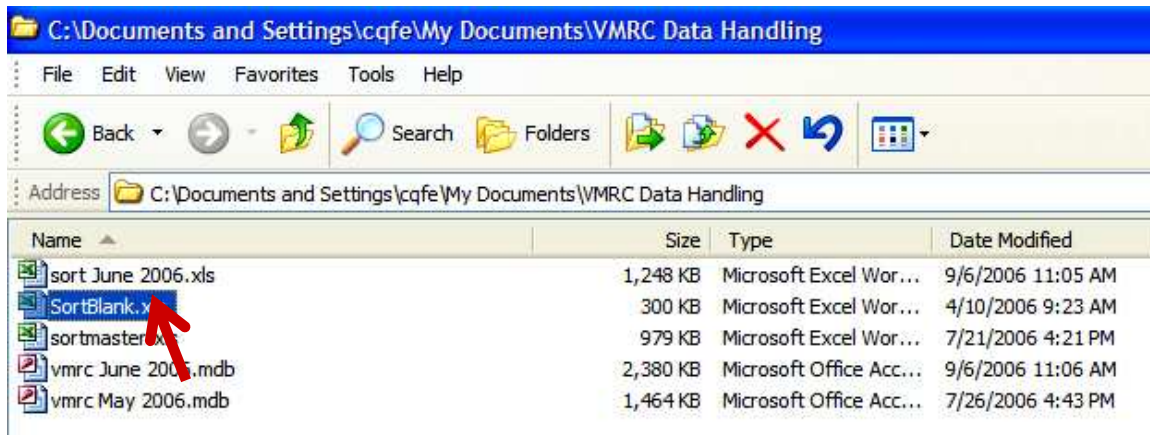 C:\Documents and Settings\cqfe\My Documents\VMRC Data Handling
File Edit View Favorites Tools Help
Back Search Folders
Address C:\Documents and Settings\cqfe\My Documents\VMRC Data Handling
Name Size Type Date Modified
sort June 2006.xls 1,248 KB Microsoft Excel Wor... 9/6/2006 11:05 AM
300 KB Microsoft Excel Wor... 4/10/2006 9:23 AM
979 KB Microsoft Excel Wor... 7/21/2006 4:21 PM
vmrc June 2006.mdb 2,380 KB Microsoft Office Acc... 9/6/2006 11:06 AM
vmrc May 2006.mdb 1,464 KB Microsoft Office Acc... 7/26/2006 4:43 PM